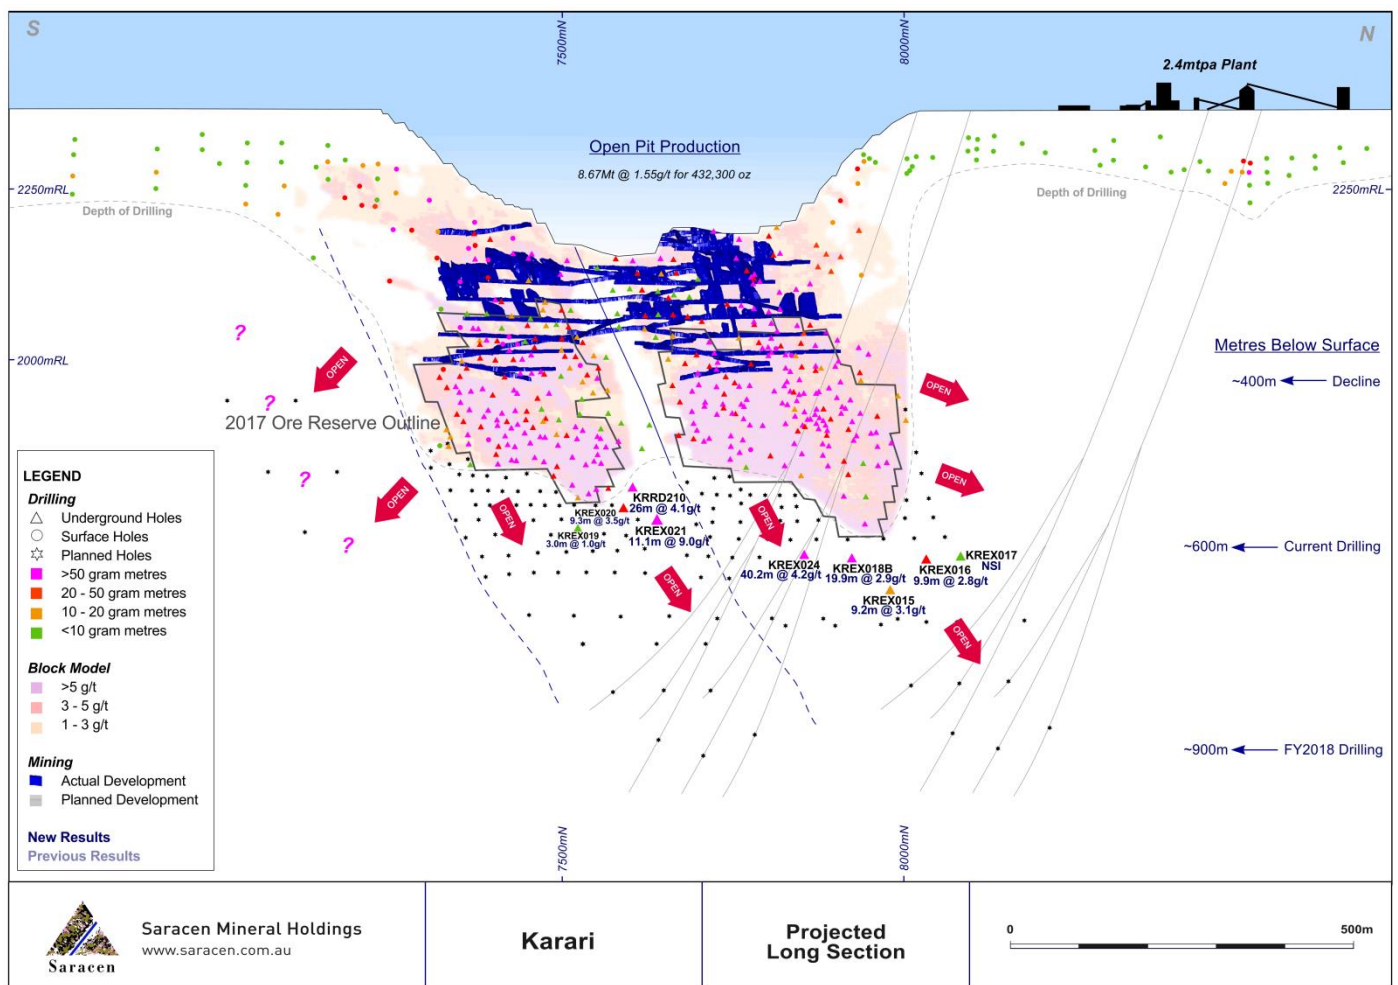 S
N
7500mN
8000mN
2.4mtpa Plant
Open Pit Production
8.67Mt @ 1.55g/t for 432,300 oz
2250mRL
2250mRL
Depth of Drilling
Depth of Drilling
?
2000mRL
OPEN
OPEN
Metres Below Surface
~400m
Decline
?
2017 Ore Reserve Outline
?
OPEN
OPEN
OPEN
OPEN
?
KRRD210
26m @ 4.1g/t
KREX020
9.3m @ 3.5g/t
KREX021
11.1m @ 9.0g/t
KREX019
3.0m @ 1.0g/t
KREX024
40.2m @ 4.2g/t
KREX018B
19.9m @ 2.9g/t
KREX016
9.9m @ 2.8g/t
KREX017
NSI
KREX015
9.2m @ 3.1g/t
~600m
Current Drilling
OPEN
OPEN
~900m
FY2018 Drilling
LEGEND
Drilling
Underground Holes
Surface Holes
Planned Holes
>50 gram metres
20 - 50 gram metres
10 - 20 gram metres
<10 gram metres
Block Model
>5 g/t
3 - 5 g/t
1 - 3 g/t
Mining
Actual Development
Planned Development
New Results
Previous Results
7500mN
8000mN
Saracen
Saracen Mineral Holdings
www.saracen.com.au
Karari
Projected
Long Section
0
500m